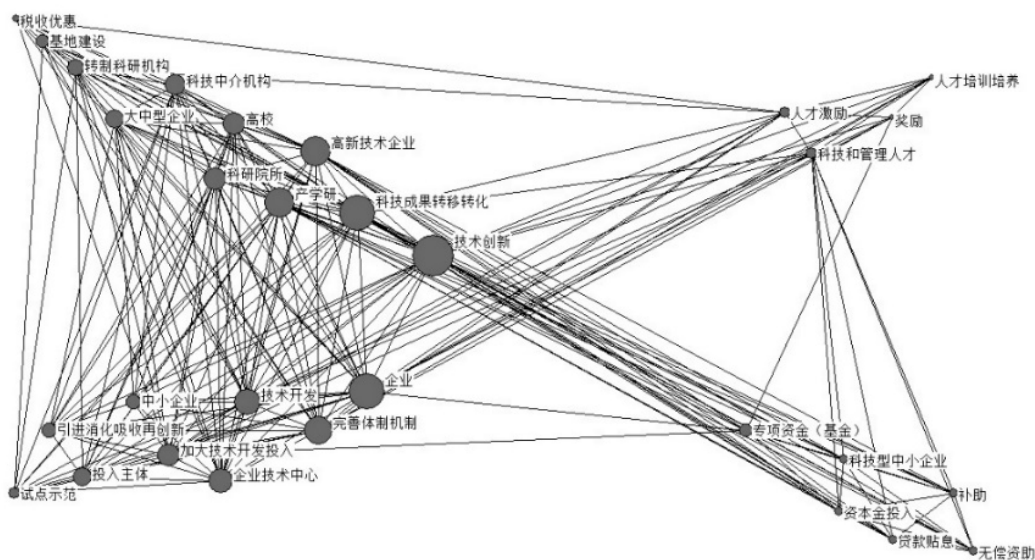 税收优惠
基地建设
转制科研机构
科技中介机构
人才培训培养
大中型企业
高校
人才激励
奖励
高新技术企业
科技和管理人才
科研院所
产学研
科技成果转移转化
技术创新
企业
中小企业
技术开发
引进消化吸收再创新
完善体制机制
专项资金（基金）
加大技术开发投入
科技型中小企业
投入主体
企业技术中心
试点示范
补助
资本金投入
贷款贴息
无偿资助